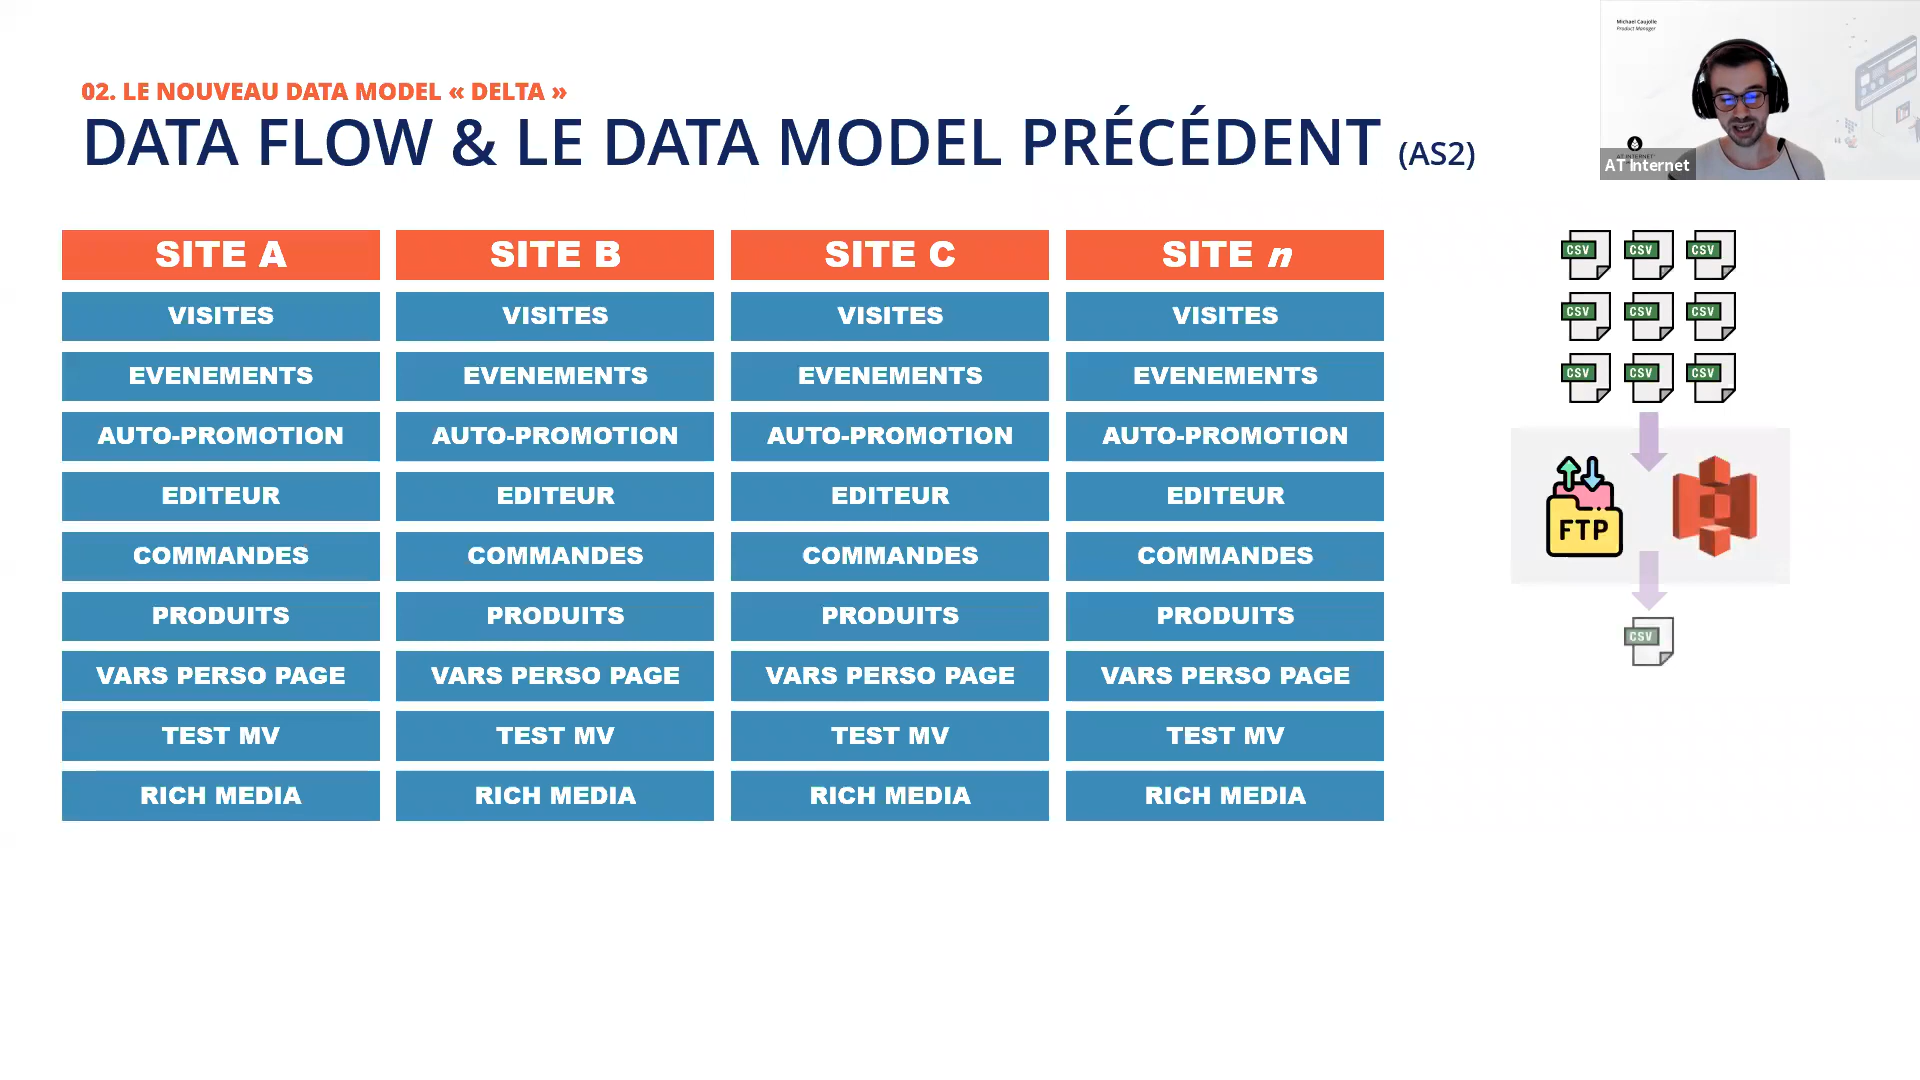 Michael Caujolle
Product Manager
AT Internet
02. LE NOUVEAU DATA MODEL « DELTA »
DATA FLOW & LE DATA MODEL PRÉCÉDENT (AS2)
SITE A SITE B SITE C SITE n
VISITES VISITES VISITES VISITES
EVENEMENTS EVENEMENTS EVENEMENTS EVENEMENTS
AUTO-PROMOTION AUTO-PROMOTION AUTO-PROMOTION AUTO-PROMOTION
EDITEUR EDITEUR EDITEUR EDITEUR
COMMANDES COMMANDES COMMANDES COMMANDES
PRODUITS PRODUITS PRODUITS PRODUITS
VARS PERSO PAGE VARS PERSO PAGE VARS PERSO PAGE VARS PERSO PAGE
TEST MV TEST MV TEST MV TEST MV
RICH MEDIA RICH MEDIA RICH MEDIA RICH MEDIA
CSV CSV CSV
CSV CSV CSV
CSV CSV CSV
FTP
CSV